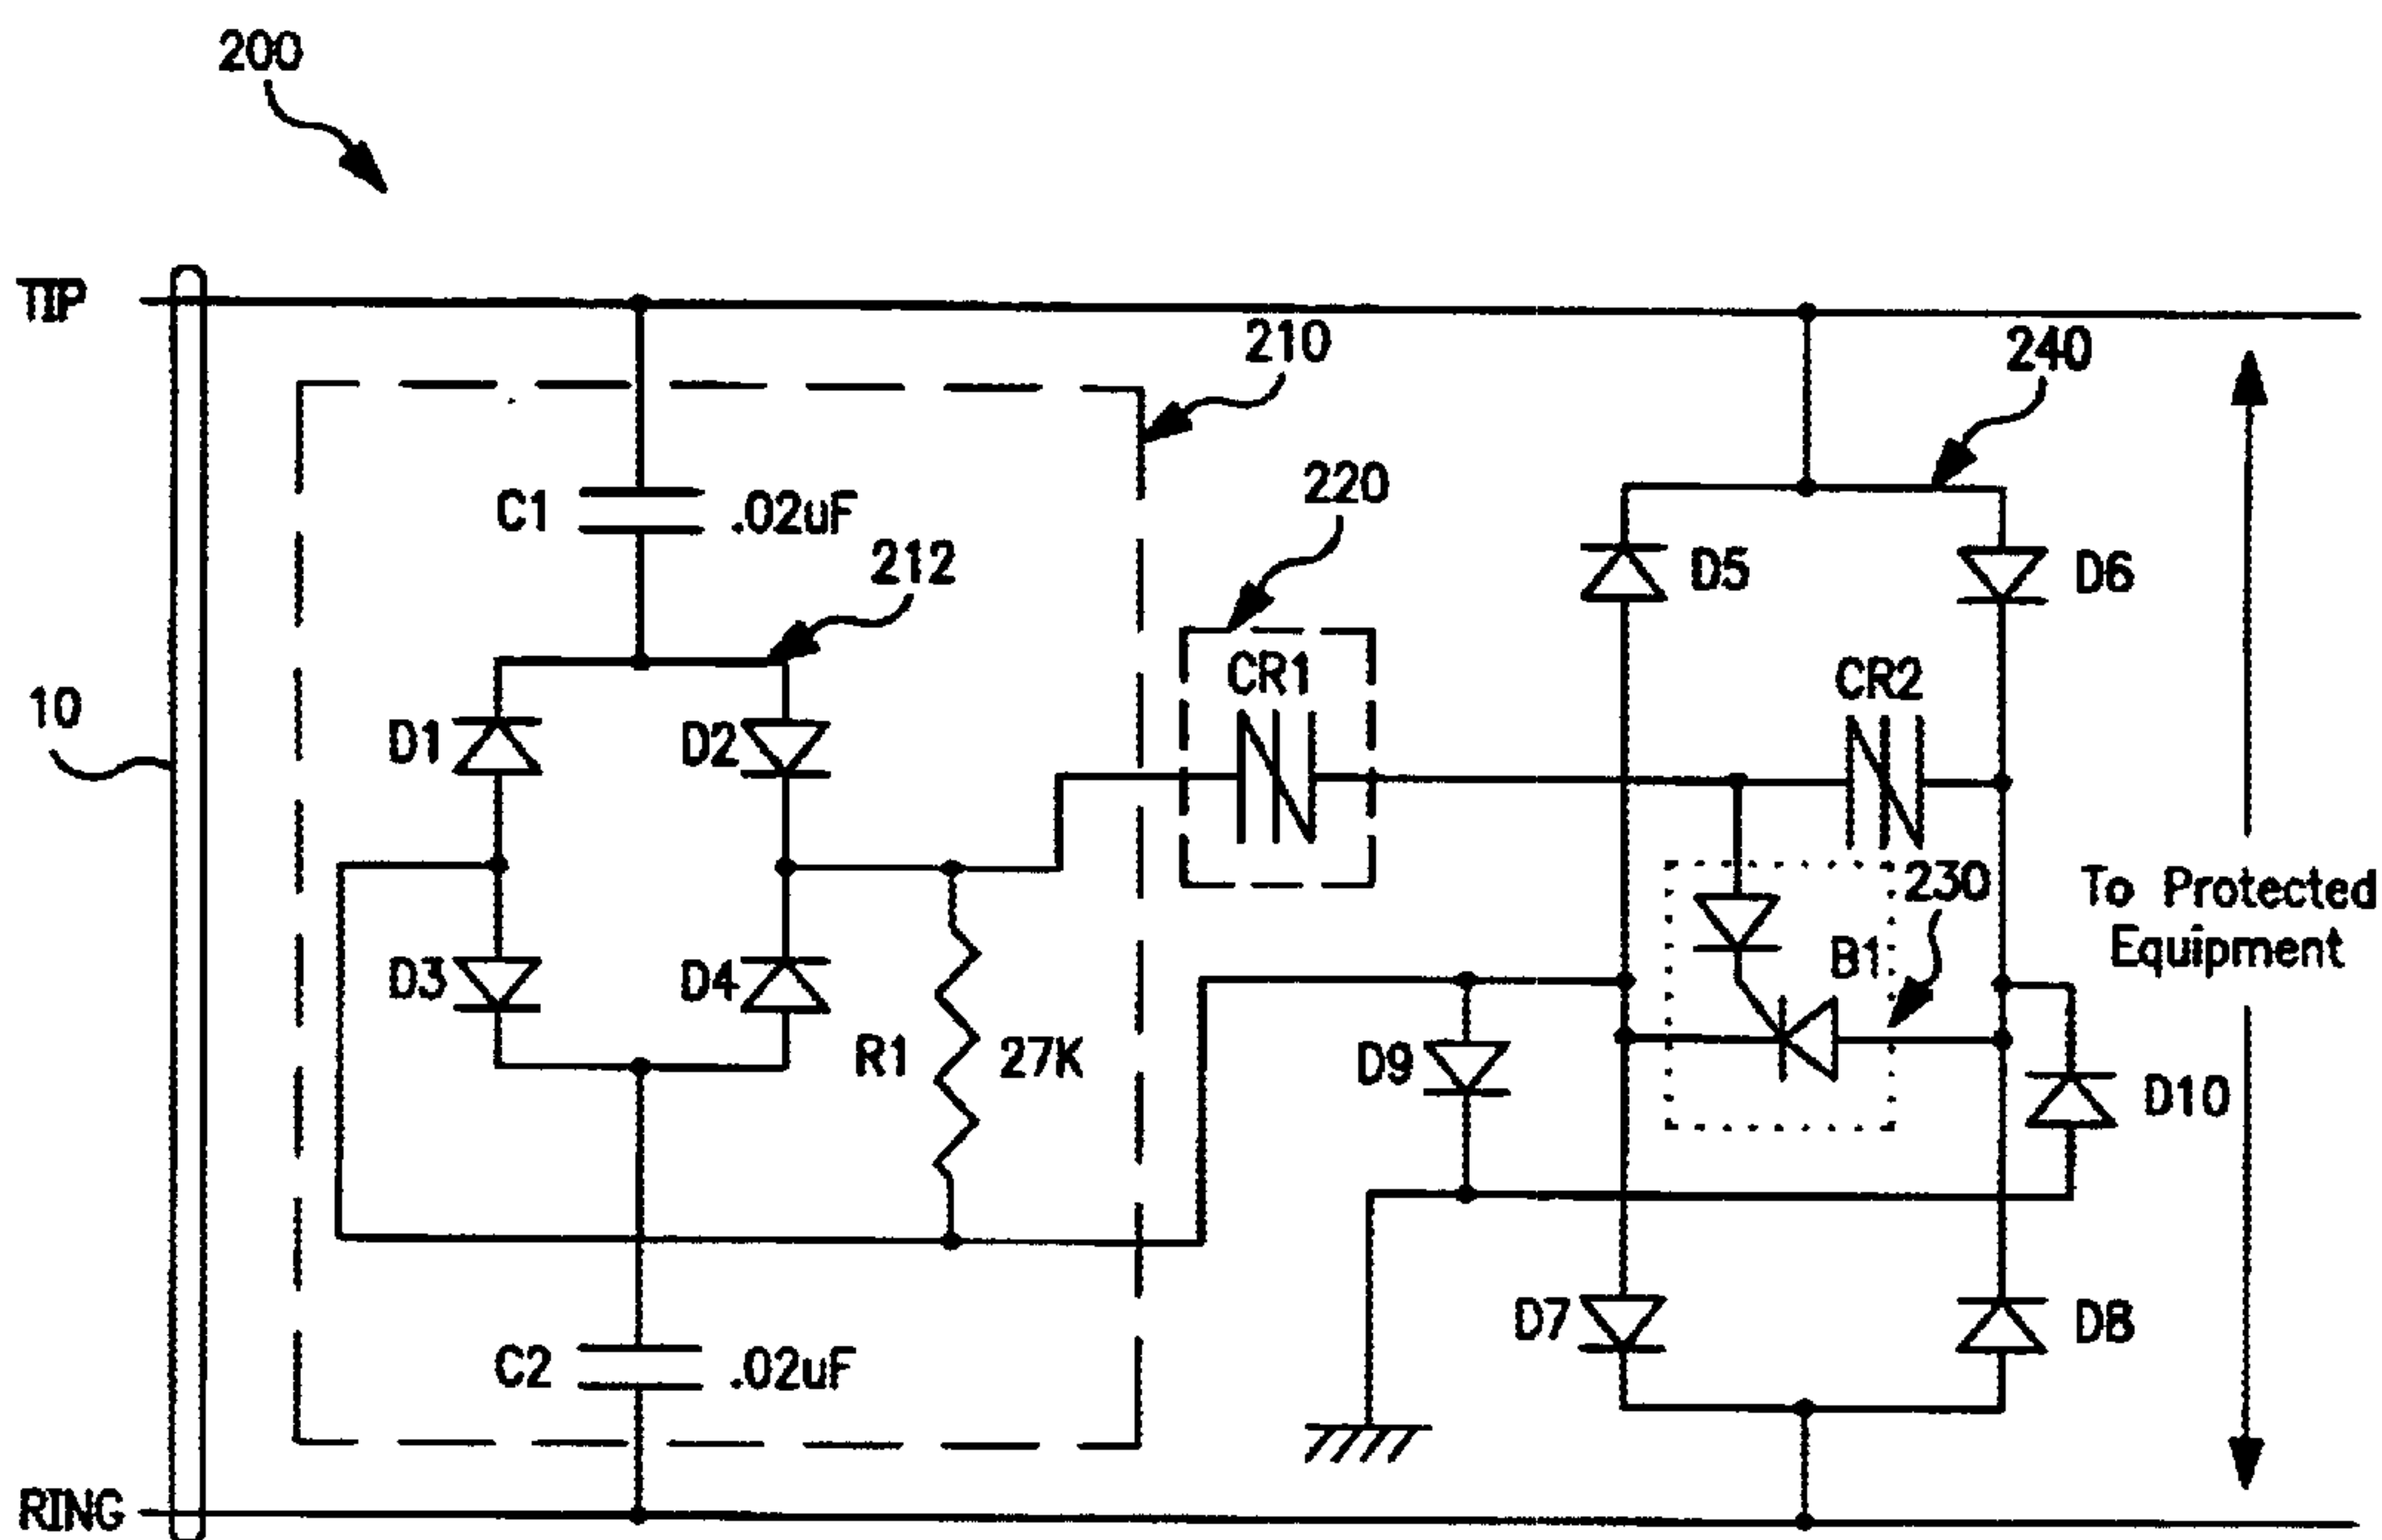 200
TIP
210
240
220
C1 .02uF
212
D5
D6
CR1
CR2
10
D1
D2
230
To Protected
Equipment
B1
D3
D4
R1
27K
D9
D10
D7
D8
C2 .02uF
RING